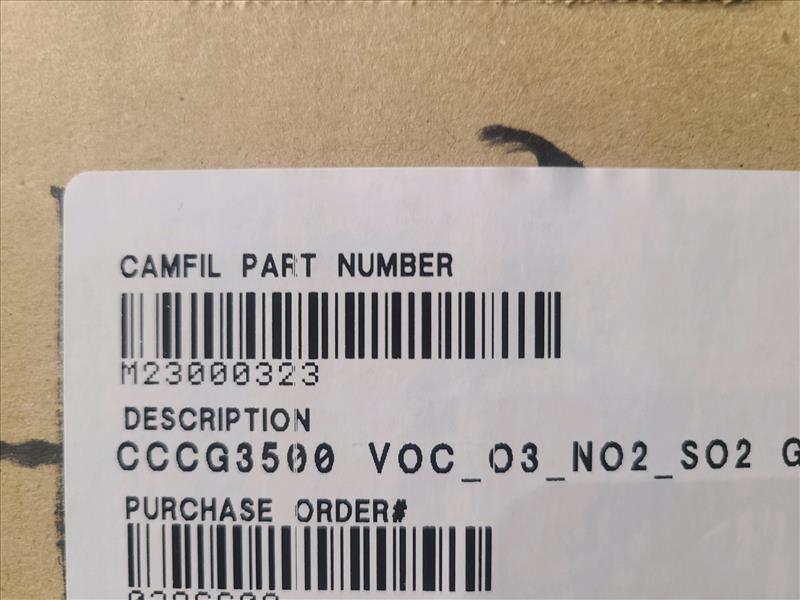 CAMFIL PART NUMBER
M23000323
DESCRIPTION
CCCG3500 VOC_O3_NO2_SO2 G
PURCHASE ORDER#